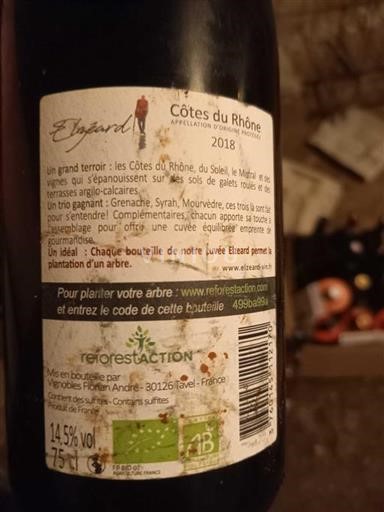 Elzéard
Côtes du Rhône
APPELLATION D'ORIGINE PROTÉGÉE
2018
Un grand terroir : les Côtes du Rhône, du Soleil, le Mistral et des
vignes qui s'épanouissent sur des sols de galets roulés et des
terrasses argilo-calcaires.
Un trio gagnant : Grenache, Syrah, Mourvèdre, ces trois là sont fait
pour s'entendre! Complémentaires, chacun apporte sa touche à
l'assemblage pour offrir une cuvée équilibrée empreinte de
gourmandise.
Un idéal : Chaque bouteille de notre cuvée Elzeard permet la
plantation d'un arbre.
www.elzeard-vin.fr
Pour planter votre arbre : www.reforestaction.com
et entrez le code de cette bouteille 499ba99a
reforestACTION
Mis en bouteille par
Vignobles Florian André - 30126 Tavel - France
Contient des sulfites - Contains sulfites
Produit de France
14,5% vol
75 cl
AB
AGRICULTURE FRANCE